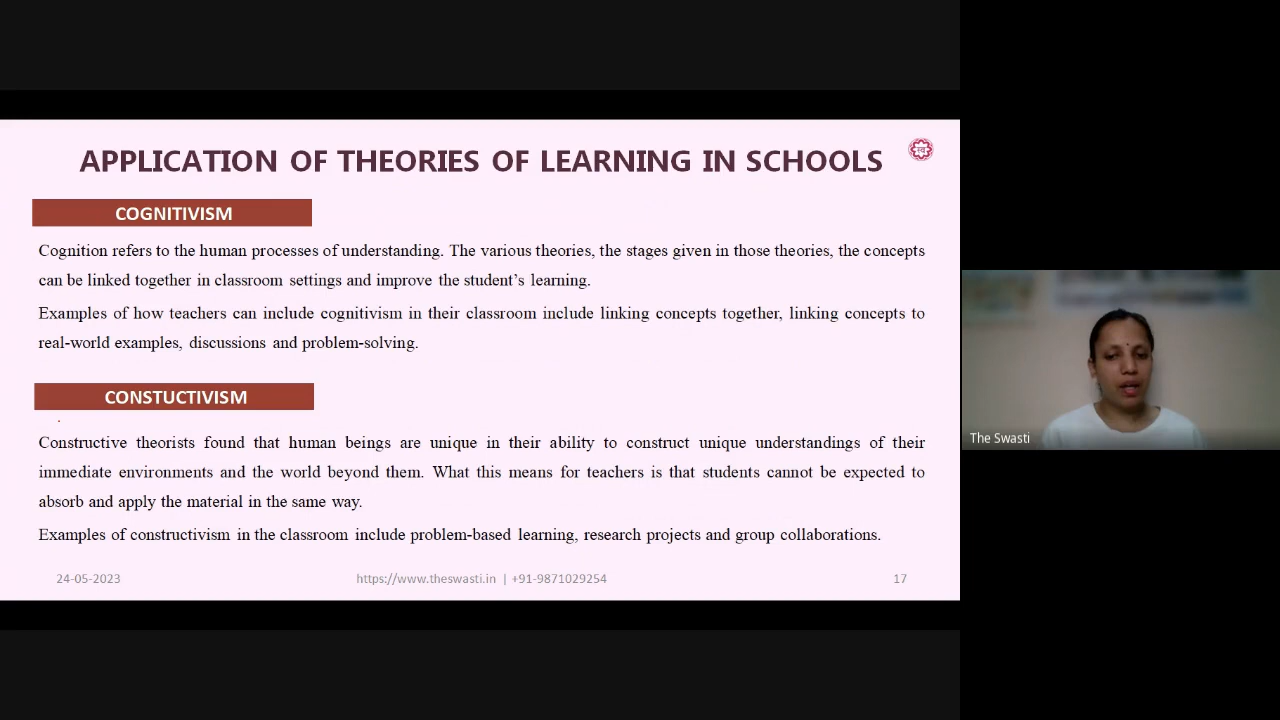 APPLICATION OF THEORIES OF LEARNING IN SCHOOLS
COGNITIVISM
Cognition refers to the human processes of understanding. The various theories, the stages given in those theories, the concepts
can be linked together in classroom settings and improve the student’s learning.
Examples of how teachers can include cognitivism in their classroom include linking concepts together, linking concepts to
real-world examples, discussions and problem-solving.
CONSTUCTIVISM
.
Constructive theorists found that human beings are unique in their ability to construct unique understandings of their
immediate environments and the world beyond them. What this means for teachers is that students cannot be expected to
absorb and apply the material in the same way.
Examples of constructivism in the classroom include problem-based learning, research projects and group collaborations.
24-05-2023 https://www.theswasti.in | +91-9871029254 17
The Swasti